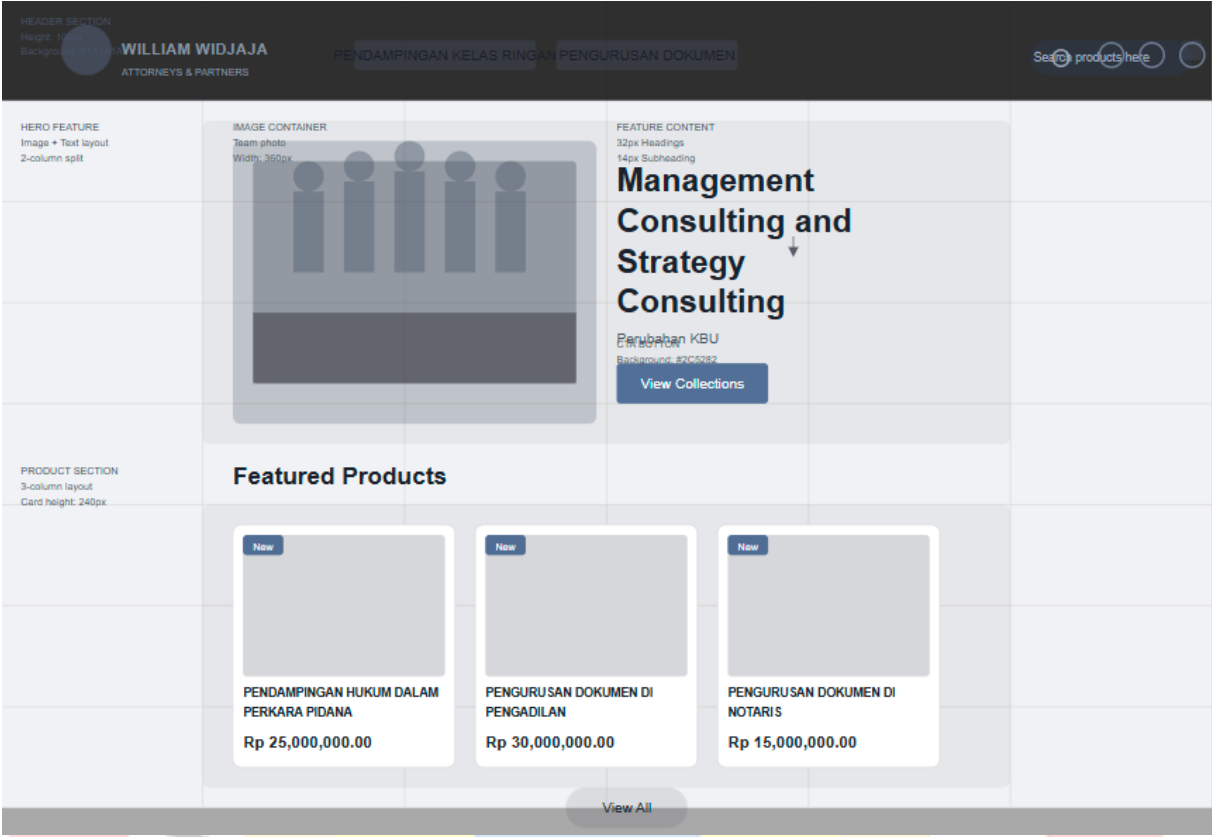 HEADER SECTION
Height: 100px
WILLIAM WIDJAJA
ATTORNEYS & PARTNERS
PENDAMPINGAN KELAS RINGAN
PENGURUSAN DOKUMEN
Search products here
HERO FEATURE
Image + Text layout
2-column split
IMAGE CONTAINER
Team photo
Width: 360px
FEATURE CONTENT
32px Headings
14px Subheading
Management
Consulting and
Strategy
Consulting
Perubahan KBU
CTA BUTTON
Background: #2C5282
View Collections
PRODUCT SECTION
3-column layout
Card height: 240px
Featured Products
New
PENDAMPINGAN HUKUM DALAM
PERKARA PIDANA
Rp 25,000,000.00
New
PENGURUSAN DOKUMEN DI
PENGADILAN
Rp 30,000,000.00
New
PENGURUSAN DOKUMEN DI
NOTARIS
Rp 15,000,000.00
View All